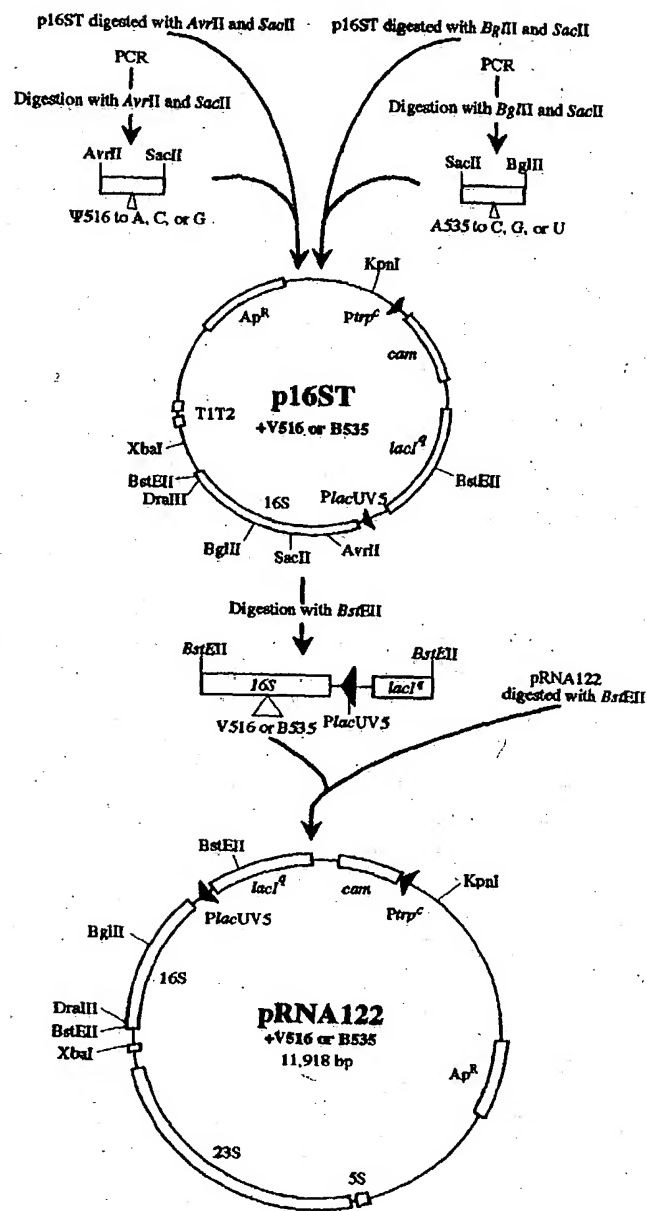 p16ST digested with AvrII and SacII
p16ST digested with BglII and SacII
PCR
Digestion with AvrII and SacII
AvrII SacII
Ψ516 to A, C, or G
PCR
Digestion with BglII and SacII
SacII BglII
A535 to C, G, or U
KpnI
Ptrpᶜ
Apᴿ
cam
p16ST
+V516 or B535
T1T2
lacI^q
XbaI
BstEII
DraIII
BstEII
16S
PlacUV5
BglII
SacII
AvrII
Digestion with BstEII
BstEII
BstEII
16S
lacI^q
V516 or B535
PlacUV5
pRNA122
digested with BstEII
BstEII
lacI^q
cam
KpnI
PlacUV5
Ptrpᶜ
BglII
16S
DraIII
BstEII
XbaI
pRNA122
+V516 or B535
11,918 bp
Apᴿ
23S
5S